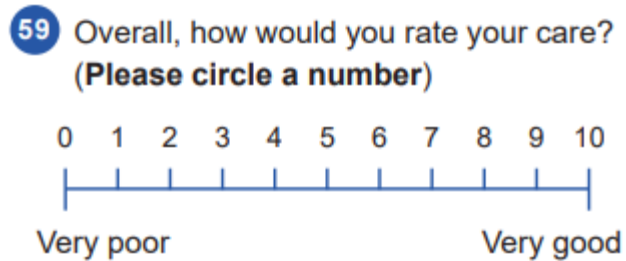 59 Overall, how would you rate your care?
(Please circle a number)
0 1 2 3 4 5 6 7 8 9 10
Very poor Very good